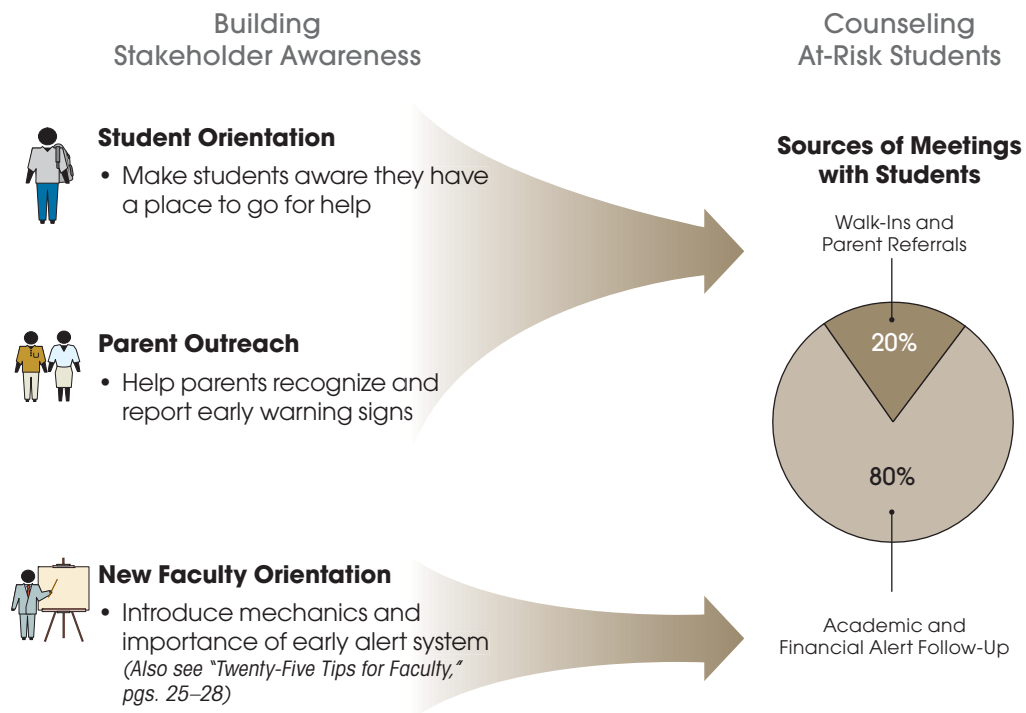 Building
Stakeholder Awareness
Counseling
At-Risk Students
Student Orientation
• Make students aware they have
a place to go for help
Parent Outreach
• Help parents recognize and
report early warning signs
New Faculty Orientation
• Introduce mechanics and
importance of early alert system
(Also see “Twenty-Five Tips for Faculty,”
pgs. 25–28)
Sources of Meetings
with Students
Walk-Ins and
Parent Referrals
20%
80%
Academic and
Financial Alert Follow-Up